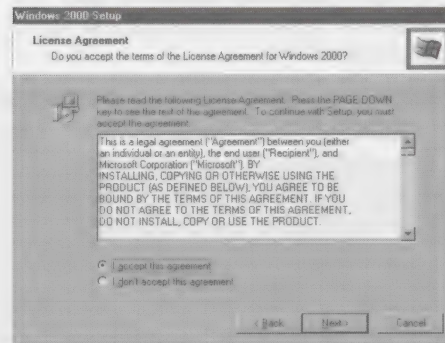 Windows 2000 Setup
License Agreement
Do you accept the terms of the License Agreement for Windows 2000?
Please read the following License Agreement. Press the PAGE DOWN
key to see the rest of the agreement. To continue with Setup, you must
accept the agreement.
This is a legal agreement ("Agreement") between you (either
an individual or an entity), the end user ("Recipient"), and
Microsoft Corporation ("Microsoft"). BY
INSTALLING, COPYING OR OTHERWISE USING THE
PRODUCT (AS DEFINED BELOW), YOU AGREE TO BE
BOUND BY THE TERMS OF THIS AGREEMENT. IF YOU
DO NOT AGREE TO THE TERMS OF THIS AGREEMENT,
DO NOT INSTALL, COPY OR USE THE PRODUCT.
I accept this agreement
I don't accept this agreement
< Back Next > Cancel